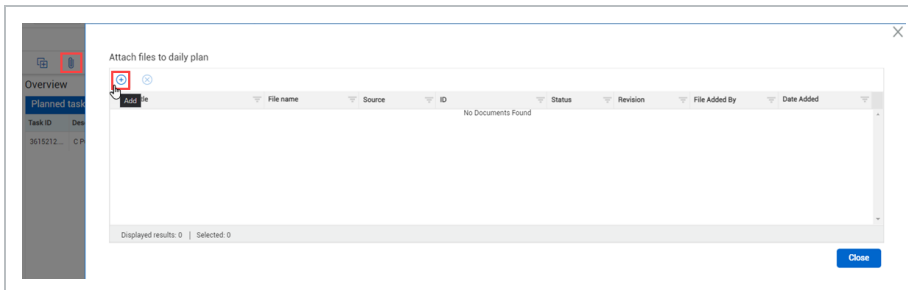 Attach files to daily plan
Overview
Add
Planned task
File name
Source
ID
Status
Revision
File Added By
Date Added
Task ID
No Documents Found
3615212... C P
Displayed results: 0 | Selected: 0
Close